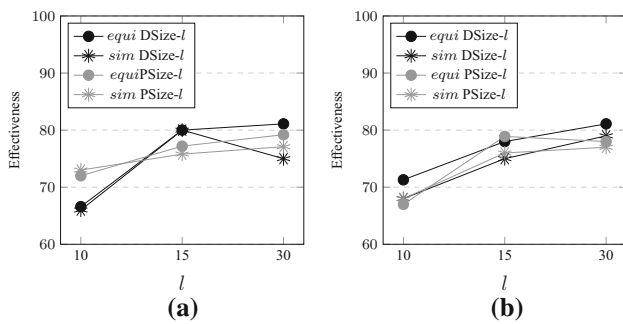 100
90
80
70
60
Effectiveness
equi DSize-l
sim DSize-l
equiPSize-l
sim PSize-l
10 15 30
l
(a)
100
90
80
70
60
Effectiveness
equi DSize-l
sim DSize-l
equi PSize-l
sim PSize-l
10 15 30
l
(b)